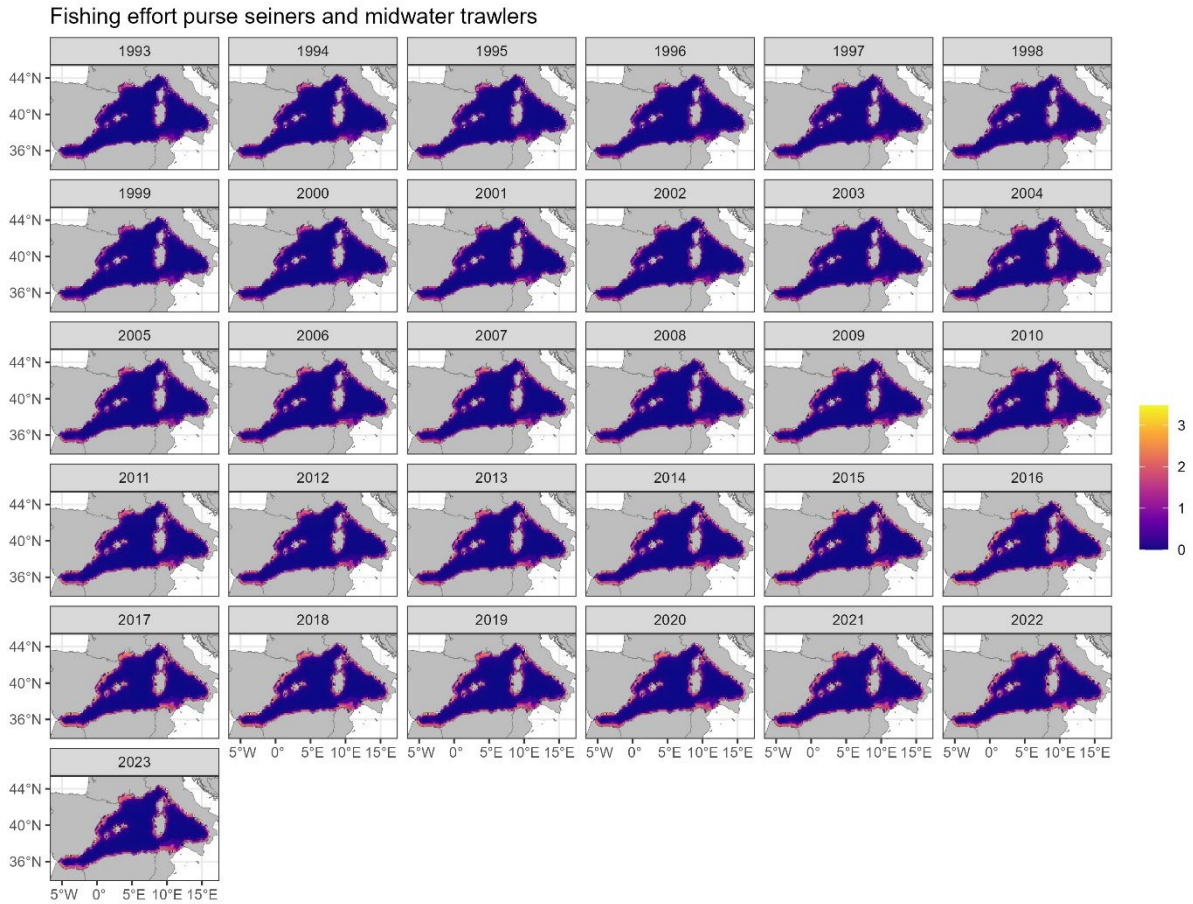 Fishing effort purse seiners and midwater trawlers
1993 1994 1995 1996 1997 1998
44°N
40°N
36°N
1999 2000 2001 2002 2003 2004
44°N
40°N
36°N
2005 2006 2007 2008 2009 2010
44°N
40°N
36°N
3
2
1
0
2011 2012 2013 2014 2015 2016
44°N
40°N
36°N
2017 2018 2019 2020 2021 2022
44°N
40°N
36°N
5°W 0° 5°E 10°E 15°E 5°W 0° 5°E 10°E 15°E 5°W 0° 5°E 10°E 15°E 5°W 0° 5°E 10°E 15°E 5°W 0° 5°E 10°E 15°E
2023
44°N
40°N
36°N
5°W 0° 5°E 10°E 15°E